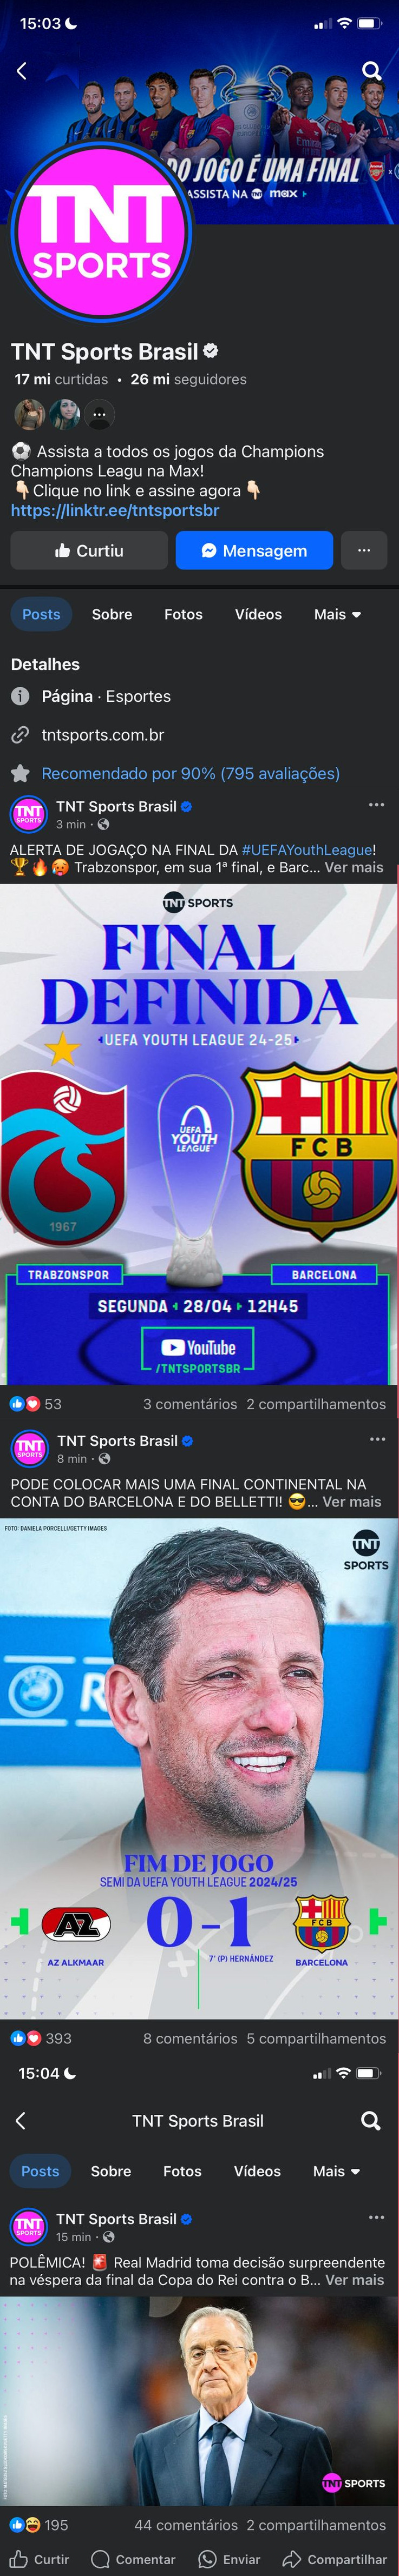 15:03
DO JOGO É UMA FINAL
ASSISTA NA TNT max
TNT
SPORTS
TNT Sports Brasil
17 mi curtidas • 26 mi seguidores
Assista a todos os jogos da Champions
Champions Leagu na Max!
👇Clique no link e assine agora 👇
https://linktr.ee/tntsportsbr
Curtiu
Mensagem
Posts Sobre Fotos Vídeos Mais
Detalhes
Página · Esportes
tntsports.com.br
Recomendado por 90% (795 avaliações)
TNT SPORTS
TNT Sports Brasil
3 min ·
ALERTA DE JOGAÇO NA FINAL DA #UEFAYouthLeague!
🏆🔥🥵 Trabzonspor, em sua 1ª final, e Barc... Ver mais
TNT SPORTS
FINAL
DEFINIDA
UEFA YOUTH LEAGUE 24-25
UEFA
YOUTH
LEAGUE
1967
FCB
TRABZONSPOR
BARCELONA
SEGUNDA 28/04 12H45
YouTube
/TNTSPORTSBR
53 3 comentários 2 compartilhamentos
TNT SPORTS
TNT Sports Brasil
8 min ·
PODE COLOCAR MAIS UMA FINAL CONTINENTAL NA
CONTA DO BARCELONA E DO BELLETTI! 😎... Ver mais
FOTO: DANIELA PORCELLI/GETTY IMAGES
TNT
SPORTS
R
FIM DE JOGO
SEMI DA UEFA YOUTH LEAGUE 2024/25
AZ
0-1
FCB
AZ ALKMAAR
7' (P) HERNÁNDEZ
BARCELONA
393 8 comentários 5 compartilhamentos
15:04
TNT Sports Brasil
Posts Sobre Fotos Vídeos Mais
TNT SPORTS
TNT Sports Brasil
15 min ·
POLÊMICA! 🚨 Real Madrid toma decisão surpreendente
na véspera da final da Copa do Rei contra o B... Ver mais
TNT SPORTS
195 44 comentários 2 compartilhamentos
Curtir Comentar Enviar Compartilhar